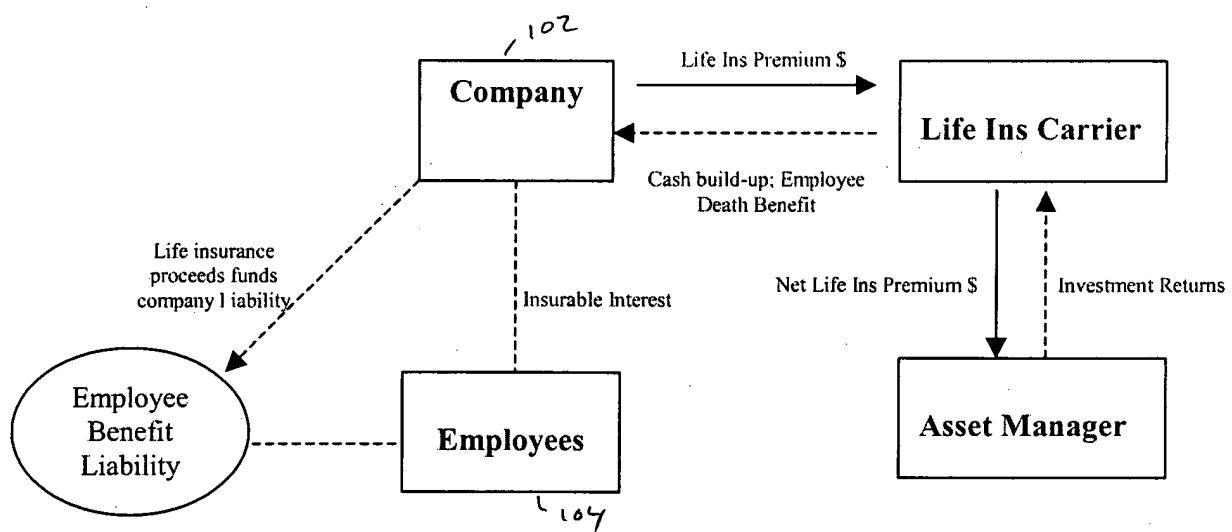 102
Company
Life Ins Premium $
Life Ins Carrier
Cash build-up; Employee
Death Benefit
Life insurance
proceeds funds
company liability
Insurable Interest
Net Life Ins Premium $
Investment Returns
Employee
Benefit
Liability
Employees
Asset Manager
104